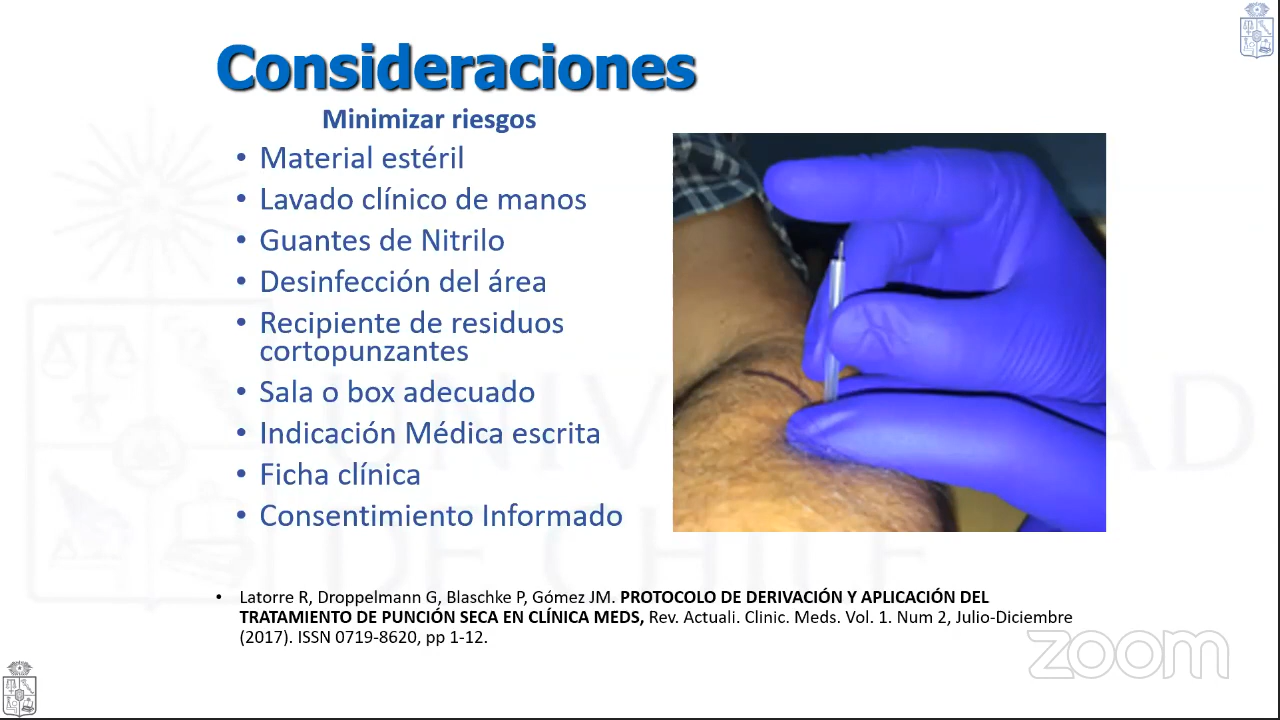 Consideraciones
Minimizar riesgos
• Material estéril
• Lavado clínico de manos
• Guantes de Nitrilo
• Desinfección del área
• Recipiente de residuos
cortopunzantes
• Sala o box adecuado
• Indicación Médica escrita
• Ficha clínica
• Consentimiento Informado
UNIVERSIDAD
DE CHILE
• Latorre R, Droppelmann G, Blaschke P, Gómez JM. PROTOCOLO DE DERIVACIÓN Y APLICACIÓN DEL
TRATAMIENTO DE PUNCIÓN SECA EN CLÍNICA MEDS, Rev. Actuali. Clinic. Meds. Vol. 1. Num 2, Julio-Diciembre
(2017). ISSN 0719-8620, pp 1-12.
zoom